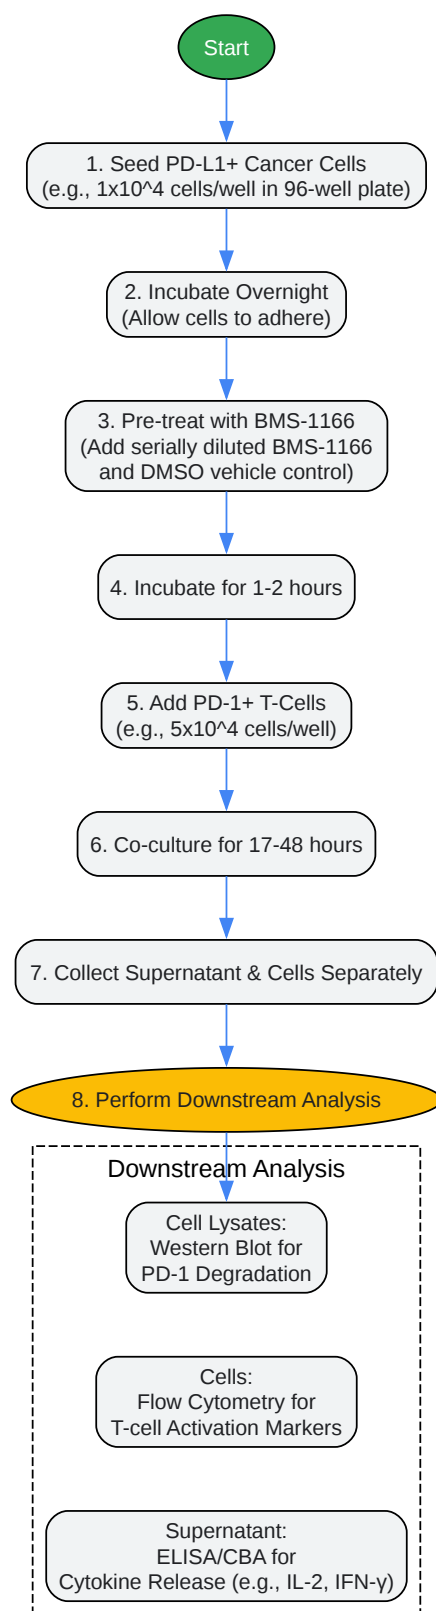 Start
1. Seed PD-L1+ Cancer Cells
(e.g., 1x10^4 cells/well in 96-well plate)
2. Incubate Overnight
(Allow cells to adhere)
3. Pre-treat with BMS-1166
(Add serially diluted BMS-1166
and DMSO vehicle control)
4. Incubate for 1-2 hours
5. Add PD-1+ T-Cells
(e.g., 5x10^4 cells/well)
6. Co-culture for 17-48 hours
7. Collect Supernatant & Cells Separately
8. Perform Downstream Analysis
Downstream Analysis
Cell Lysates:
Western Blot for
PD-1 Degradation
Cells:
Flow Cytometry for
T-cell Activation Markers
Supernatant:
ELISA/CBA for
Cytokine Release (e.g., IL-2, IFN-γ)